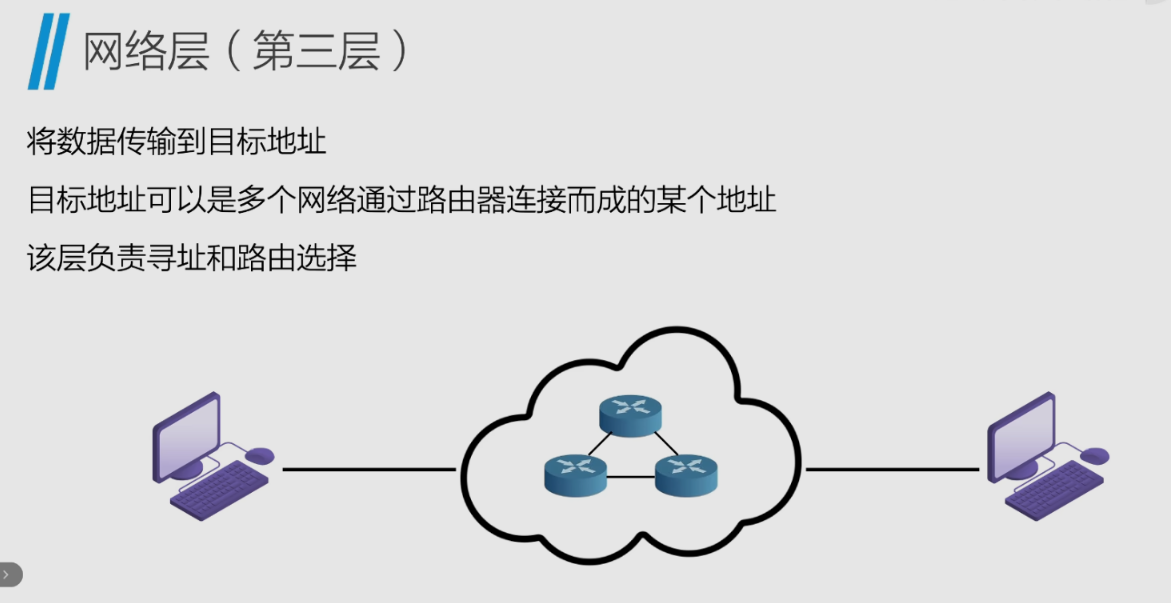 网络层（第三层）
将数据传输到目标地址
目标地址可以是多个网络通过路由器连接而成的某个地址
该层负责寻址和路由选择